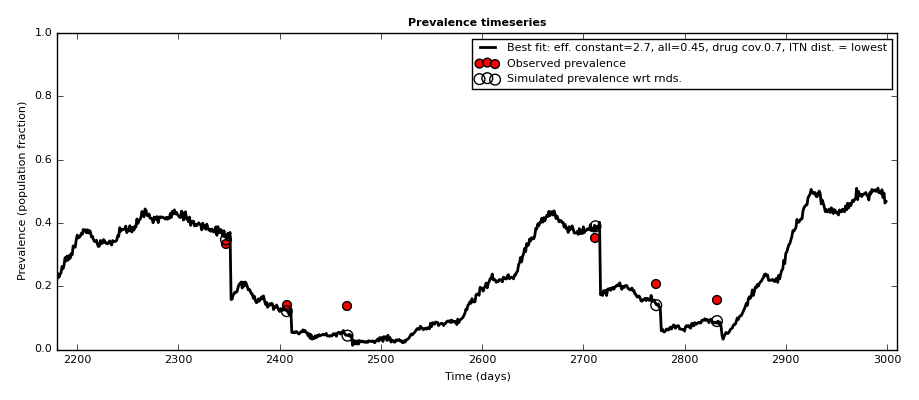 Prevalence timeseries
Best fit: eff. constant=2.7, all=0.45, drug cov.0.7, ITN dist. = lowest
Observed prevalence
Simulated prevalence wrt rnds.
Prevalence (population fraction)
1.0
0.8
0.6
0.4
0.2
0.0
2200 2300 2400 2500 2600 2700 2800 2900 3000
Time (days)